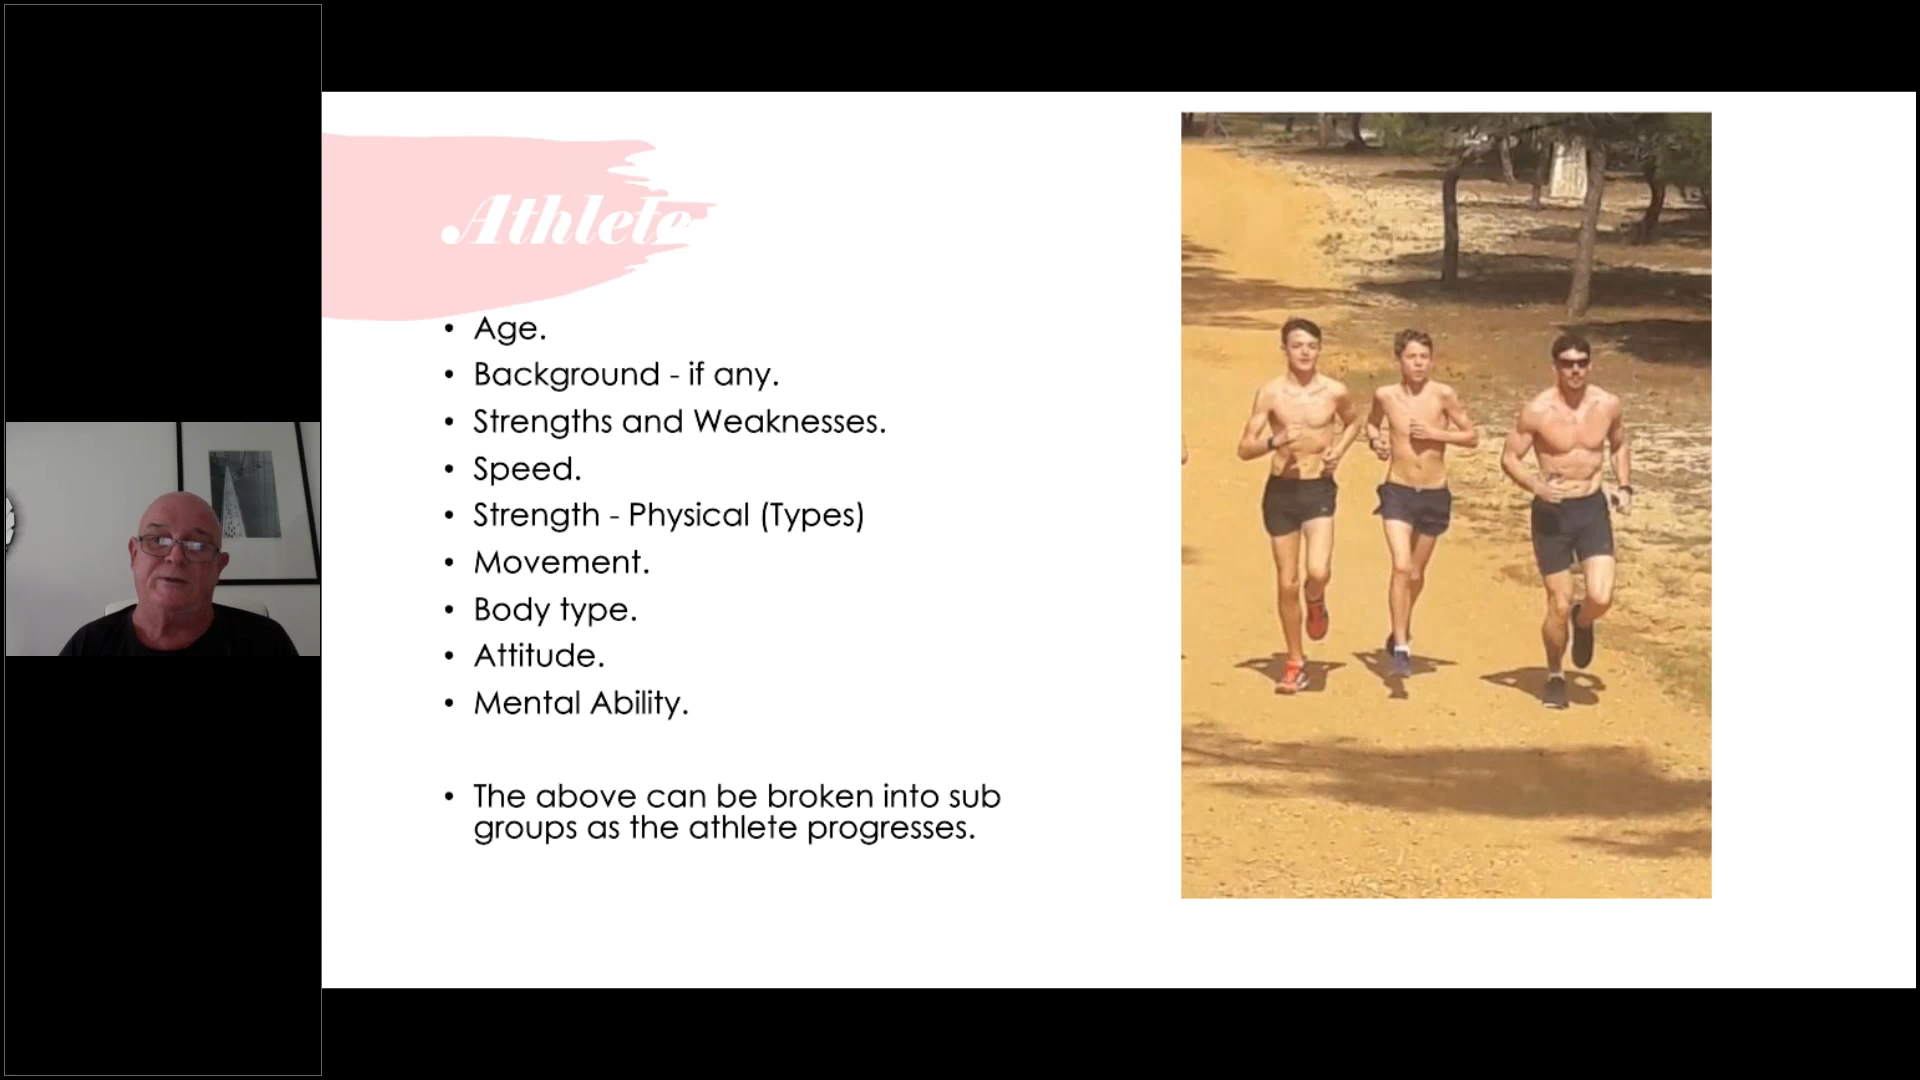 Athlete
• Age.
• Background - if any.
• Strengths and Weaknesses.
• Speed.
• Strength - Physical (Types)
• Movement.
• Body type.
• Attitude.
• Mental Ability.
• The above can be broken into sub
groups as the athlete progresses.